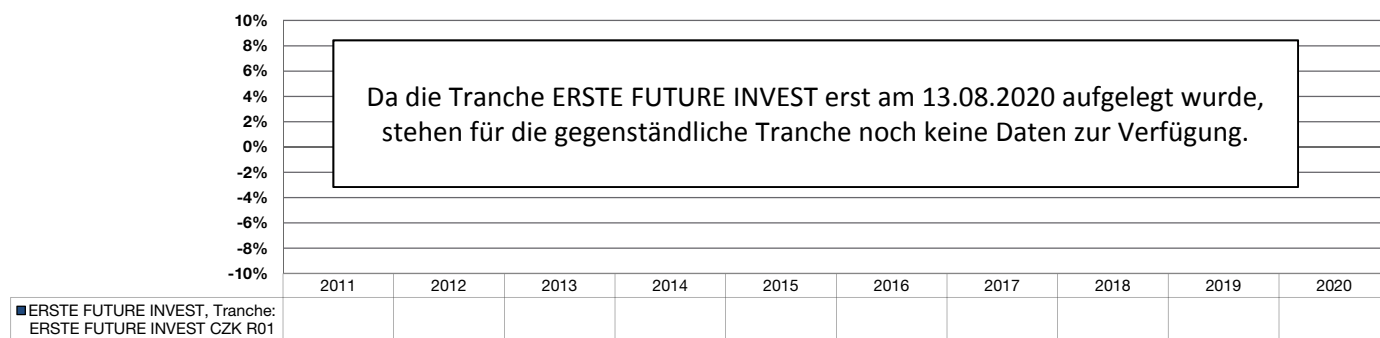 10%
8%
6%
4%
2%
0%
-2%
-4%
-6%
-8%
-10%
Da die Tranche ERSTE FUTURE INVEST erst am 13.08.2020 aufgelegt wurde,
stehen für die gegenständliche Tranche noch keine Daten zur Verfügung.
2011 2012 2013 2014 2015 2016 2017 2018 2019 2020
ERSTE FUTURE INVEST, Tranche:
ERSTE FUTURE INVEST CZK R01